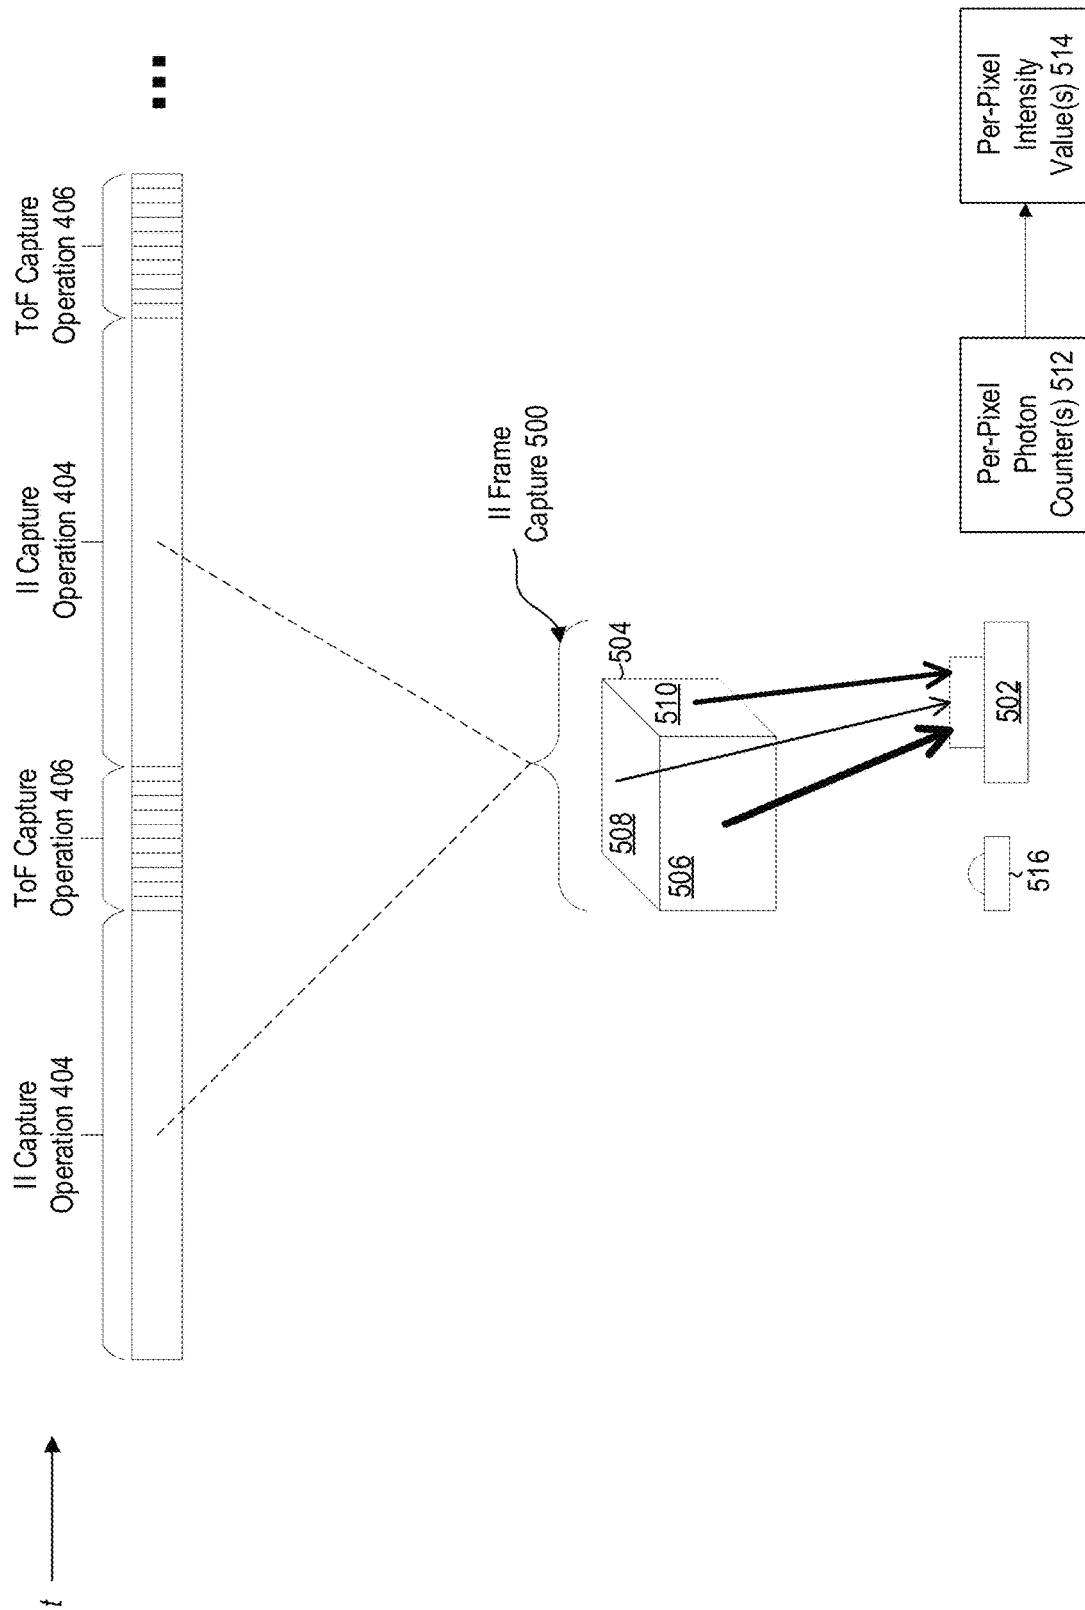 t
II Capture
Operation 404
ToF Capture
Operation 406
II Capture
Operation 404
ToF Capture
Operation 406
II Frame
Capture 500
504
508
510
506
502
516
Per-Pixel
Photon
Counter(s) 512
Per-Pixel
Intensity
Value(s) 514